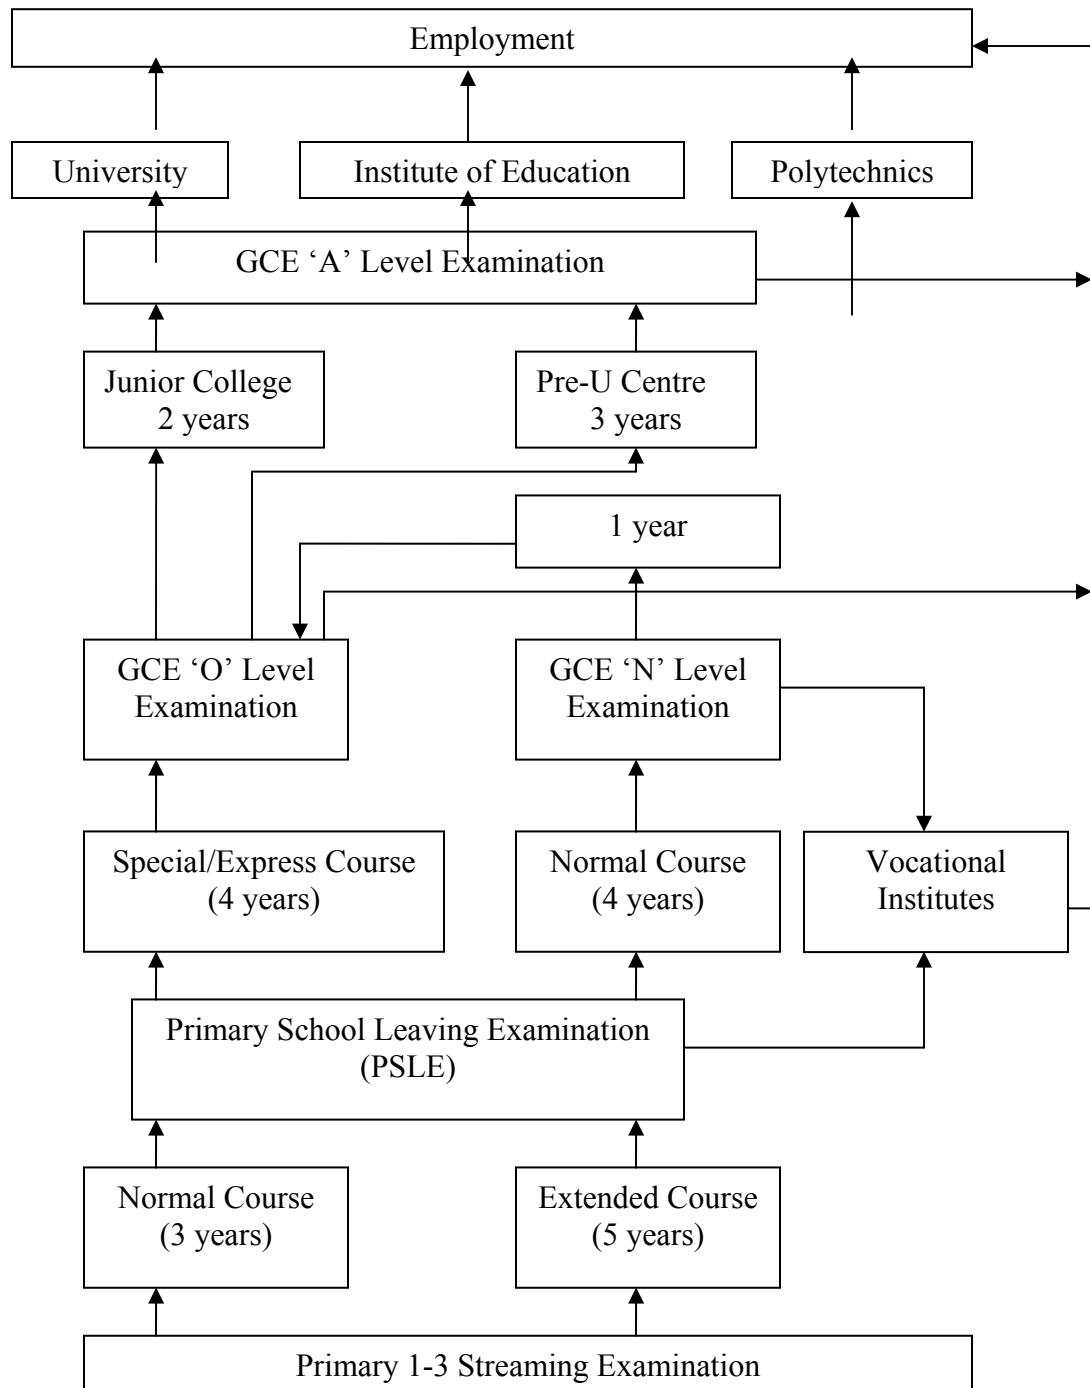 Employment
University
Institute of Education
Polytechnics
GCE ‘A’ Level Examination
Junior College
2 years
Pre-U Centre
3 years
1 year
GCE ‘O’ Level
Examination
GCE ‘N’ Level
Examination
Special/Express Course
(4 years)
Normal Course
(4 years)
Vocational
Institutes
Primary School Leaving Examination
(PSLE)
Normal Course
(3 years)
Extended Course
(5 years)
Primary 1-3 Streaming Examination